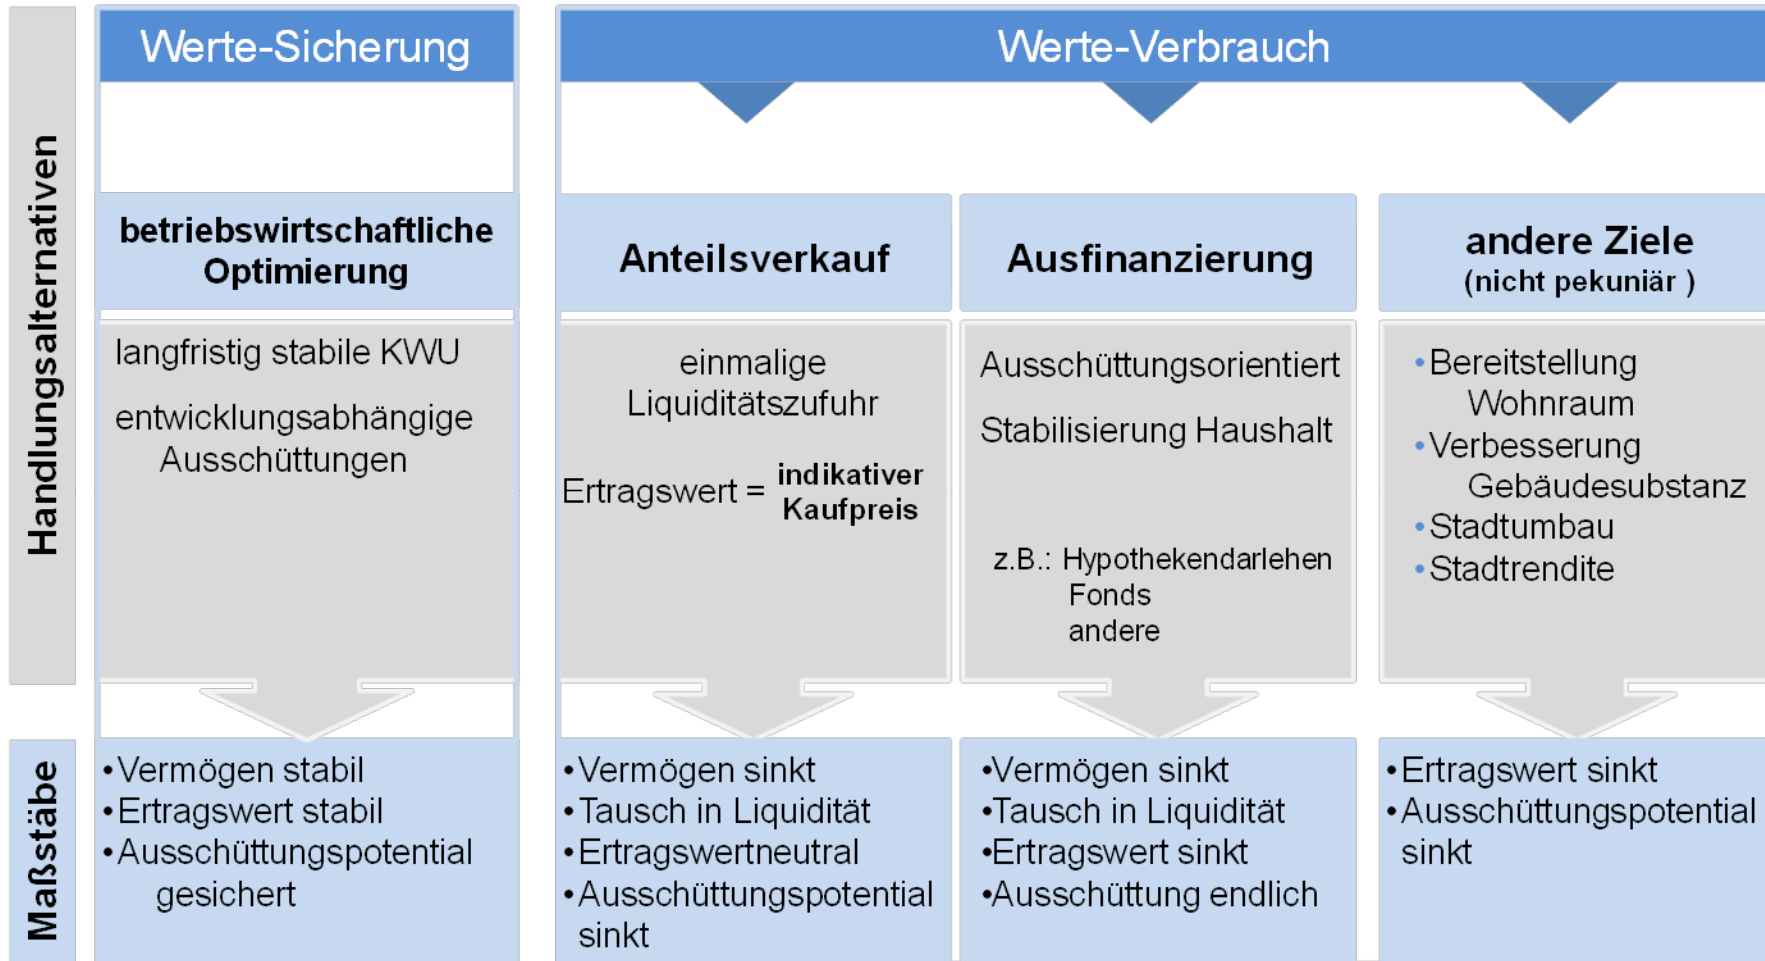 Werte-Sicherung
Werte-Verbrauch
Handlungsalternativen
betriebswirtschaftliche
Optimierung
langfristig stabile KWU
entwicklungsabhängige
Ausschüttungen
Anteilsverkauf
einmalige
Liquiditätszufuhr
Ertragswert = indikativer
Kaufpreis
Ausfinanzierung
Ausschüttungsorientiert
Stabilisierung Haushalt
z.B.: Hypothekendarlehen
Fonds
andere
andere Ziele
(nicht pekuniär )
•Bereitstellung
Wohnraum
•Verbesserung
Gebäudesubstanz
•Stadtumbau
•Stadtrendite
Maßstäbe
•Vermögen stabil
•Ertragswert stabil
•Ausschüttungspotential
gesichert
•Vermögen sinkt
•Tausch in Liquidität
•Ertragswertneutral
•Ausschüttungspotential
sinkt
•Vermögen sinkt
•Tausch in Liquidität
•Ertragswert sinkt
•Ausschüttung endlich
•Ertragswert sinkt
•Ausschüttungspotential
sinkt